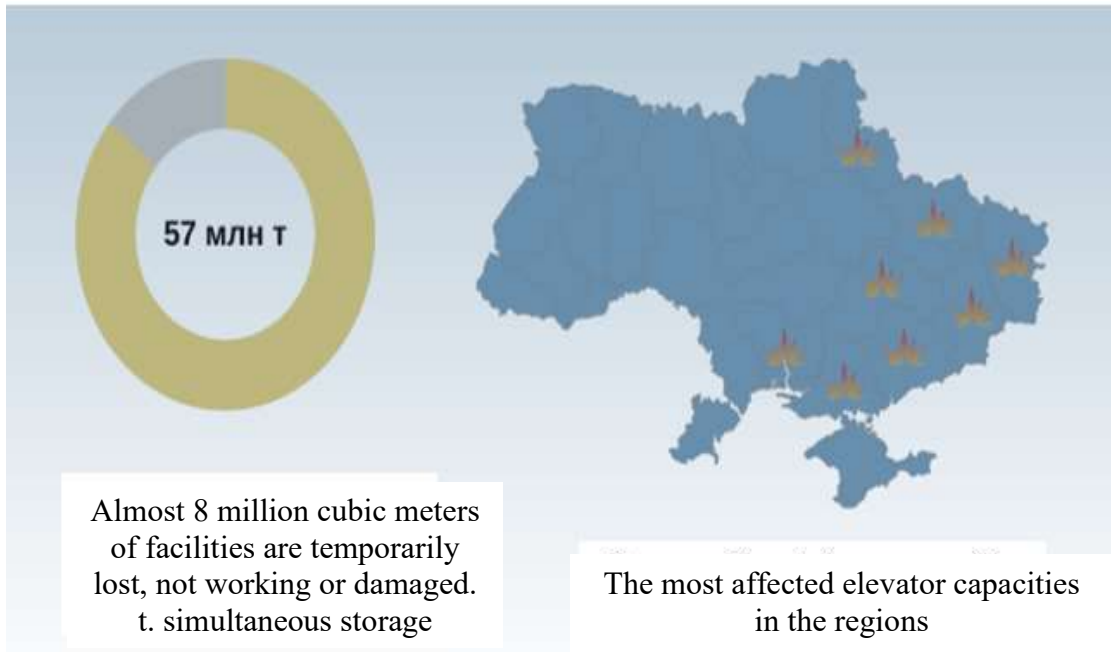 57 млн т
Almost 8 million cubic meters
of facilities are temporarily
lost, not working or damaged.
t. simultaneous storage
The most affected elevator capacities
in the regions